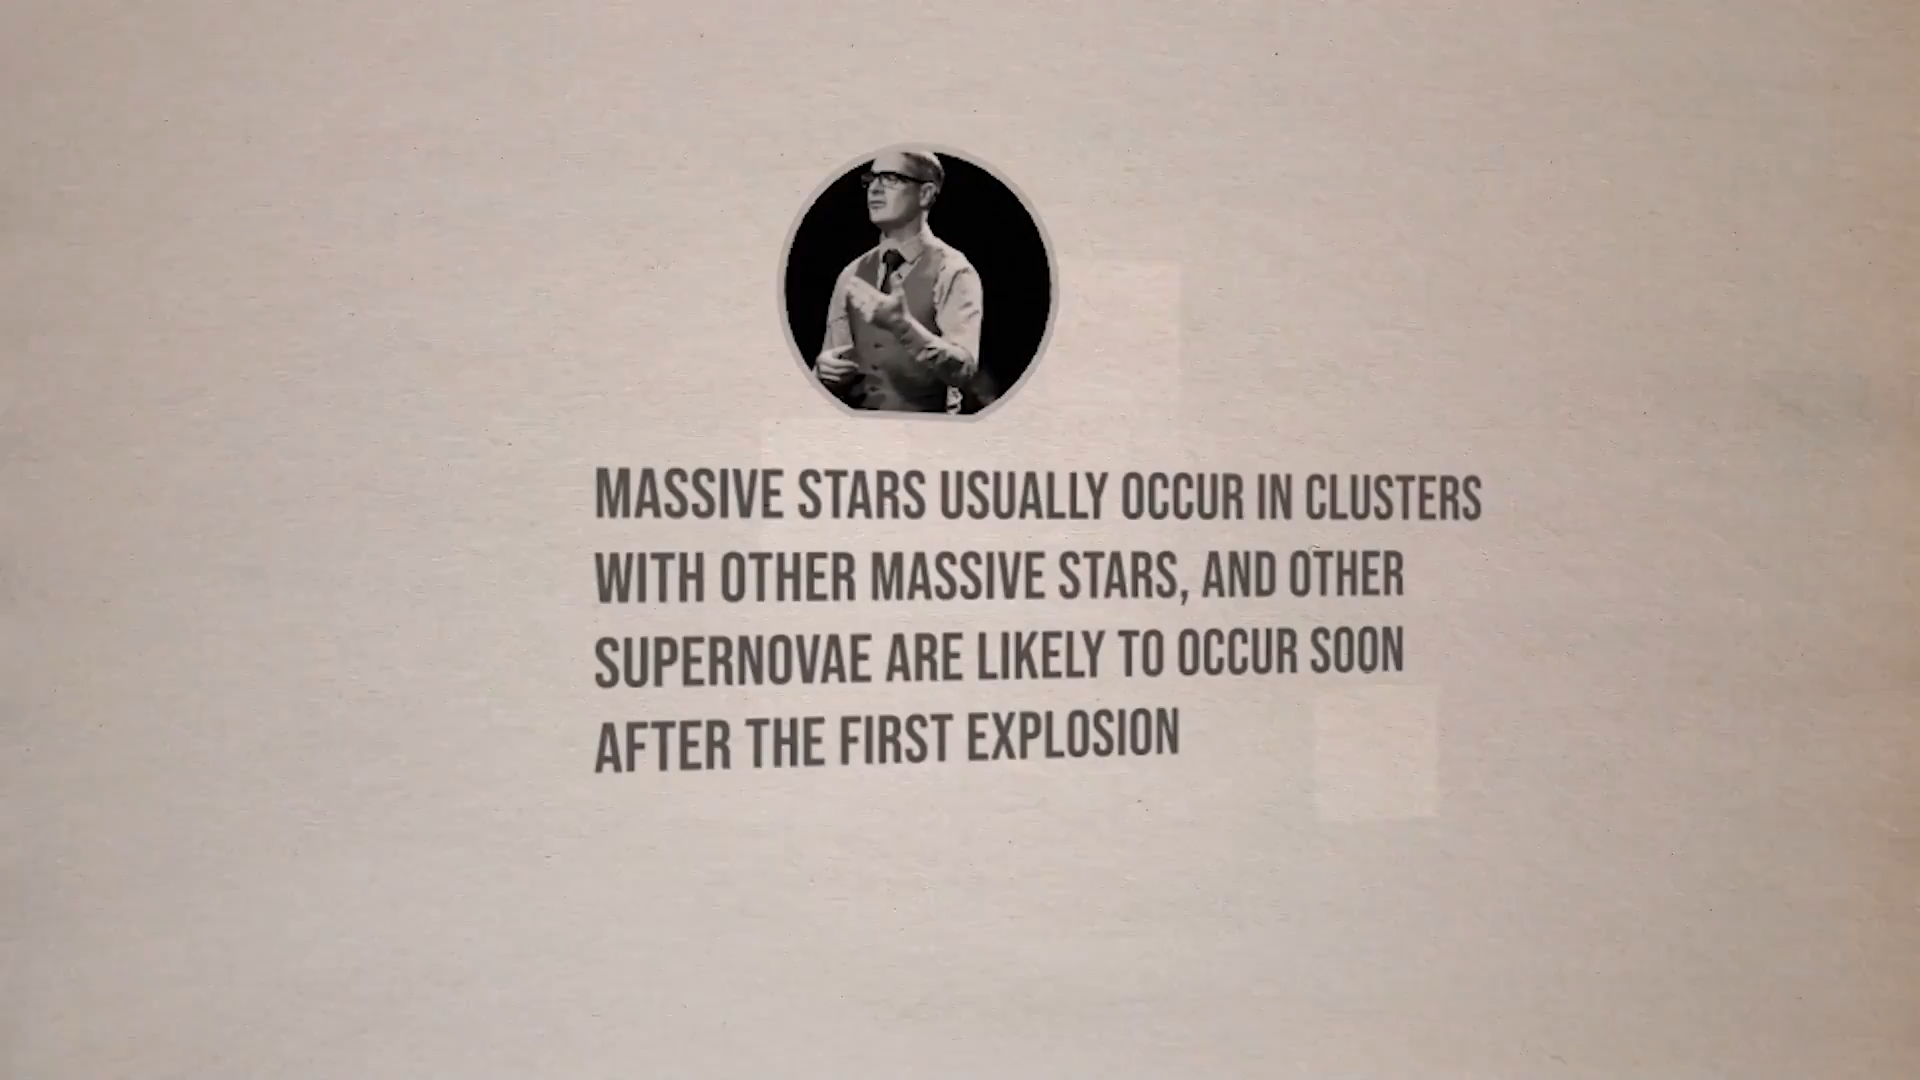 MASSIVE STARS USUALLY OCCUR IN CLUSTERS
WITH OTHER MASSIVE STARS, AND OTHER
SUPERNOVAE ARE LIKELY TO OCCUR SOON
AFTER THE FIRST EXPLOSION